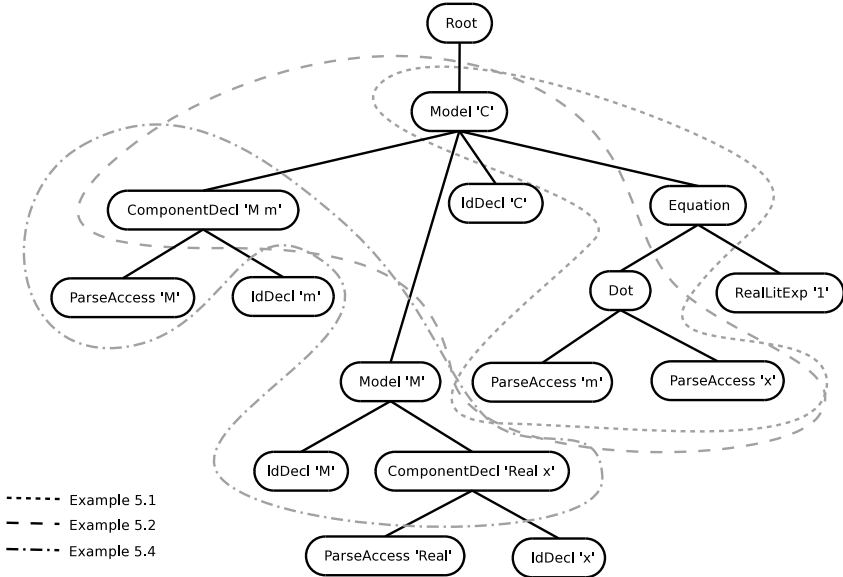 Root
Model 'C'
ComponentDecl 'M m'
IdDecl 'C'
Equation
ParseAccess 'M'
IdDecl 'm'
Dot
RealLitExp '1'
Model 'M'
ParseAccess 'm'
ParseAccess 'x'
IdDecl 'M'
ComponentDecl 'Real x'
ParseAccess 'Real'
IdDecl 'x'
Example 5.1
Example 5.2
Example 5.4